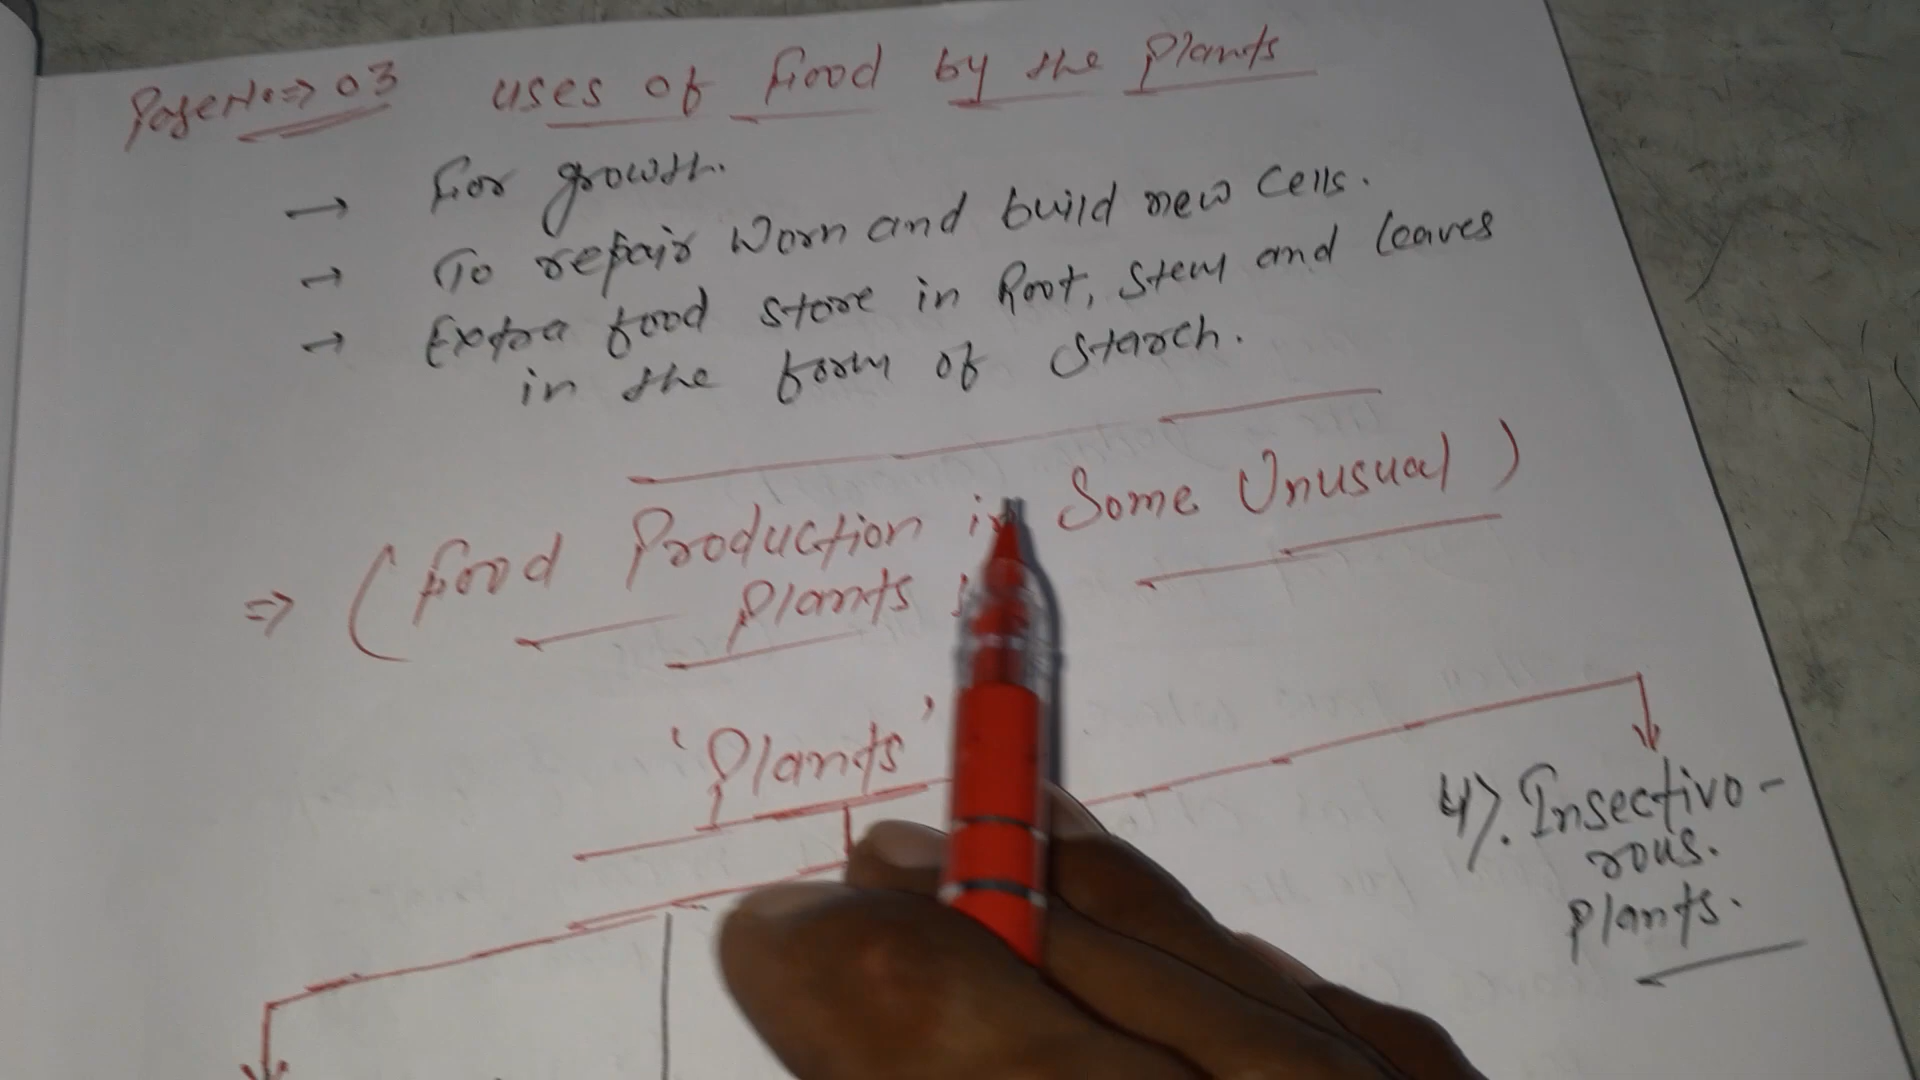 Page No => 03 uses of food by the Plants
→ For growth.
→ To repair worn and build new cells.
→ Extra food store in Root, Stem and leaves
in the form of starch.
=> (Food Production in Some Unusual)
Plants
'Plants'
4). Insectivo-
rous.
Plants.